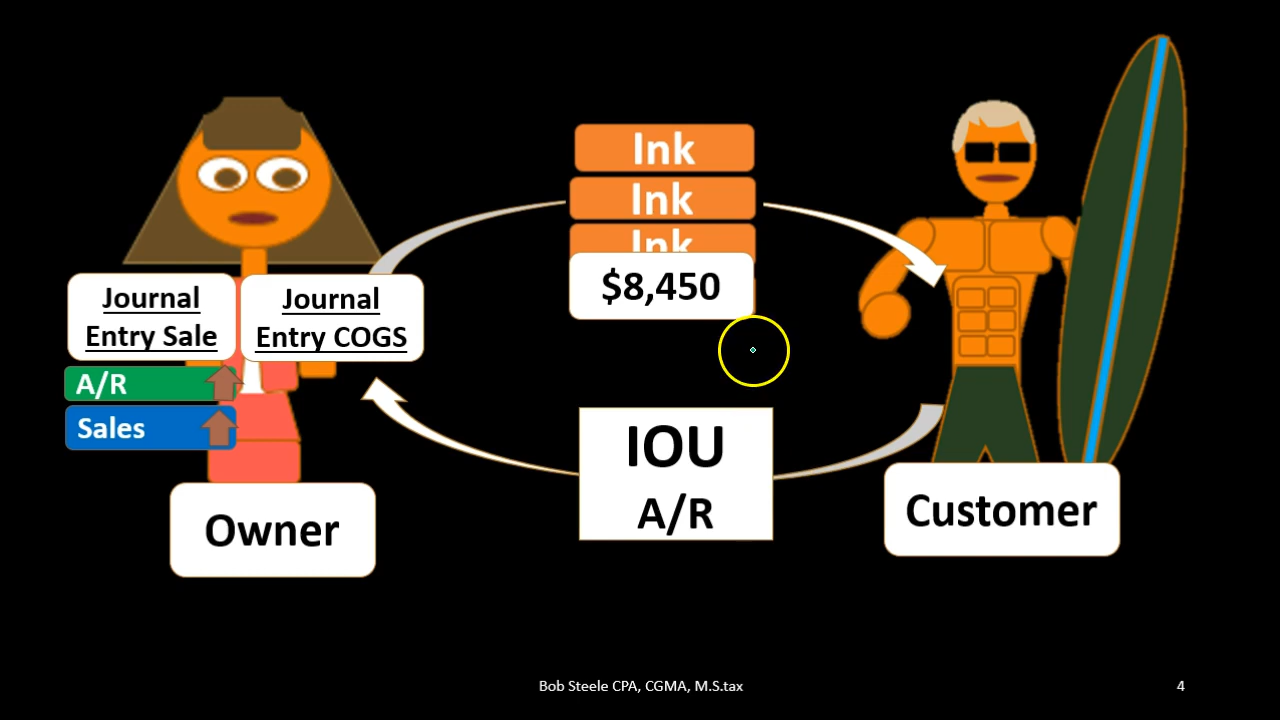 Ink
Ink
Ink
$8,450
Journal
Entry Sale
Journal
Entry COGS
A/R
Sales
IOU
A/R
Owner
Customer
Bob Steele CPA, CGMA, M.S.tax
4